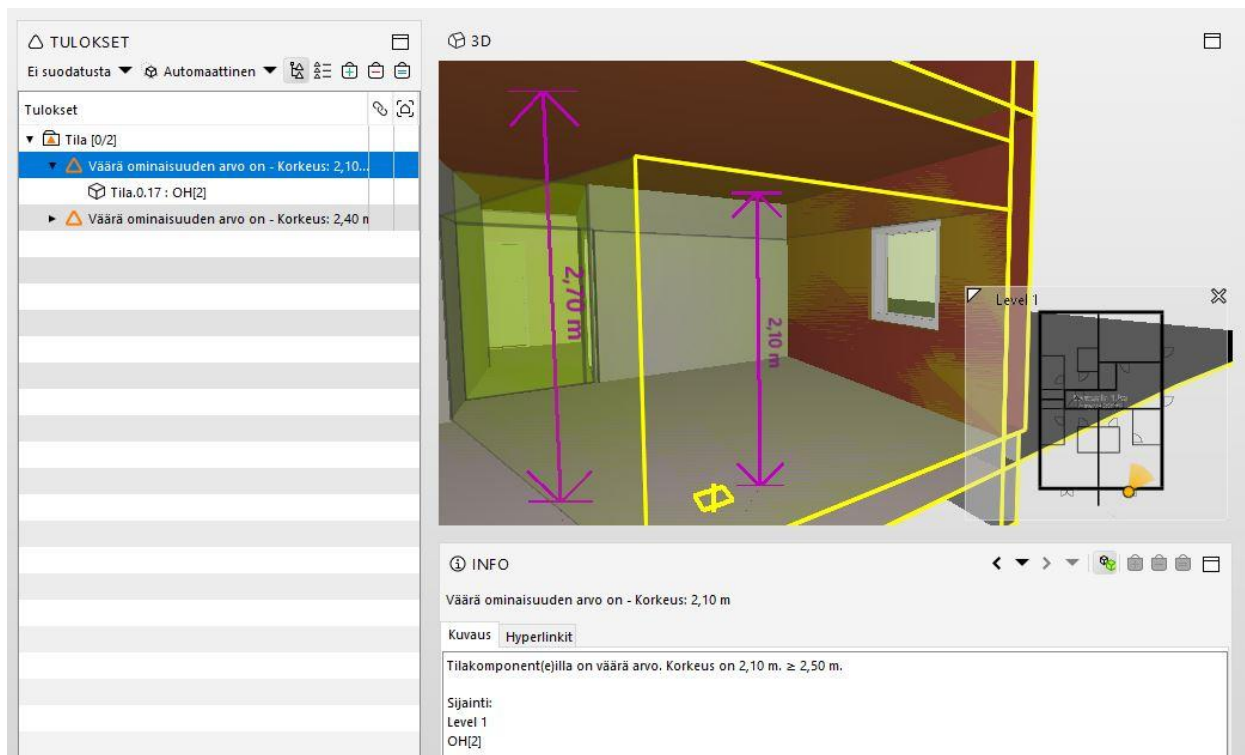 TULOKSET
Ei suodatusta
Automaattinen
Tulokset
Tila [0/2]
Väärä ominaisuuden arvo on - Korkeus: 2,10...
Tila.0.17 : OH[2]
Väärä ominaisuuden arvo on - Korkeus: 2,40 m
3D
2,70 m
2,10 m
Level 1
INFO
Väärä ominaisuuden arvo on - Korkeus: 2,10 m
Kuvaus
Hyperlinkit
Tilakomponent(e)illa on väärä arvo. Korkeus on 2,10 m. ≥ 2,50 m.
Sijainti:
Level 1
OH[2]